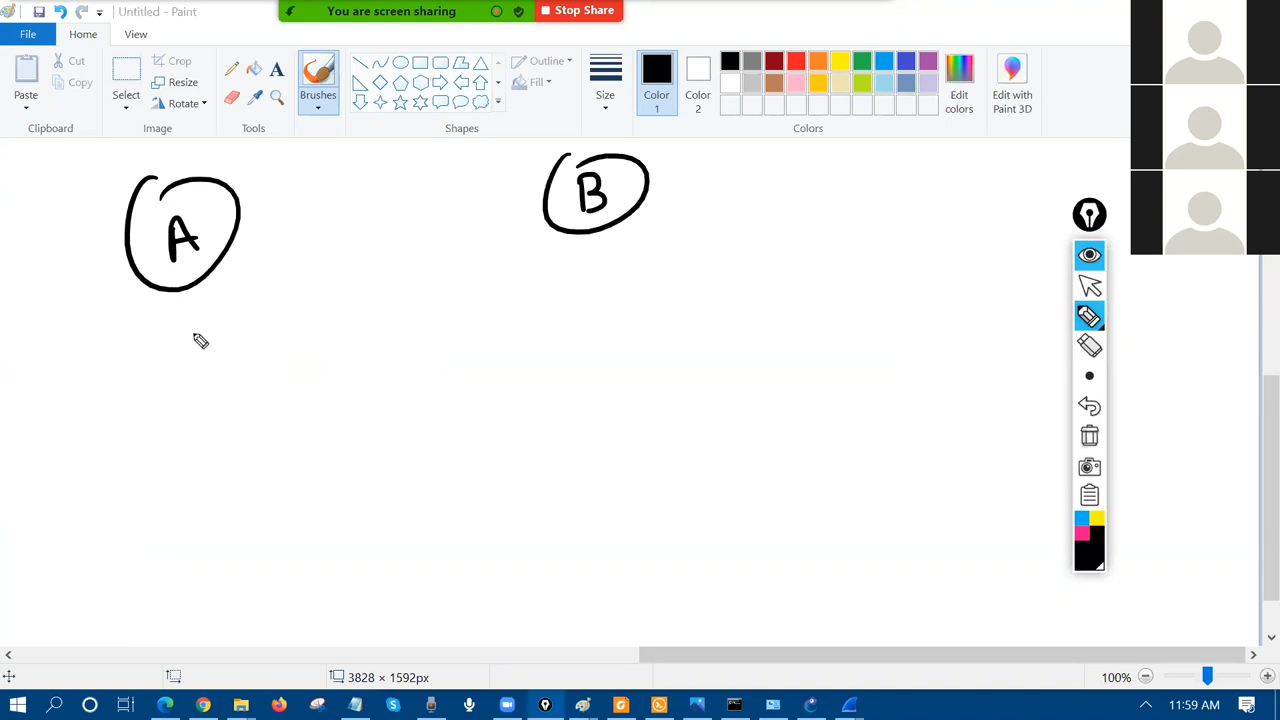 Untitled - Paint
You are screen sharing
Stop Share
File Home View
Paste
Cut
Copy
Clipboard
Select
Crop
Resize
Rotate
Image
A
Tools
Brushes
Outline
Fill
Shapes
Size
Color
1
Color
2
Edit
colors
Colors
Edit with
Paint 3D
A
B
3828 × 1592px
100%
11:59 AM